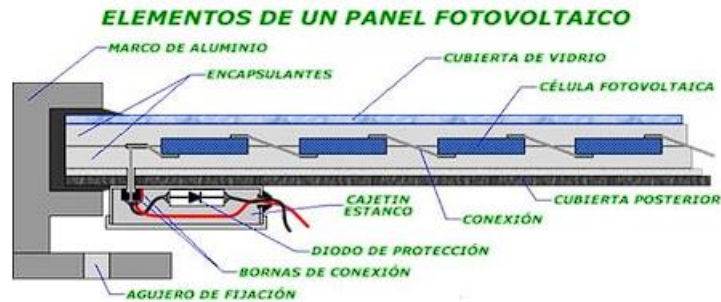 ELEMENTOS DE UN PANEL FOTOVOLTAICO
MARCO DE ALUMINIO
CUBIERTA DE VIDRIO
ENCAPSULANTES
CÉLULA FOTOVOLTAICA
CUBIERTA POSTERIOR
CAJETIN
ESTANCO
CONEXIÓN
DIODO DE PROTECCIÓN
BORNAS DE CONEXIÓN
AGUJERO DE FIJACIÓN